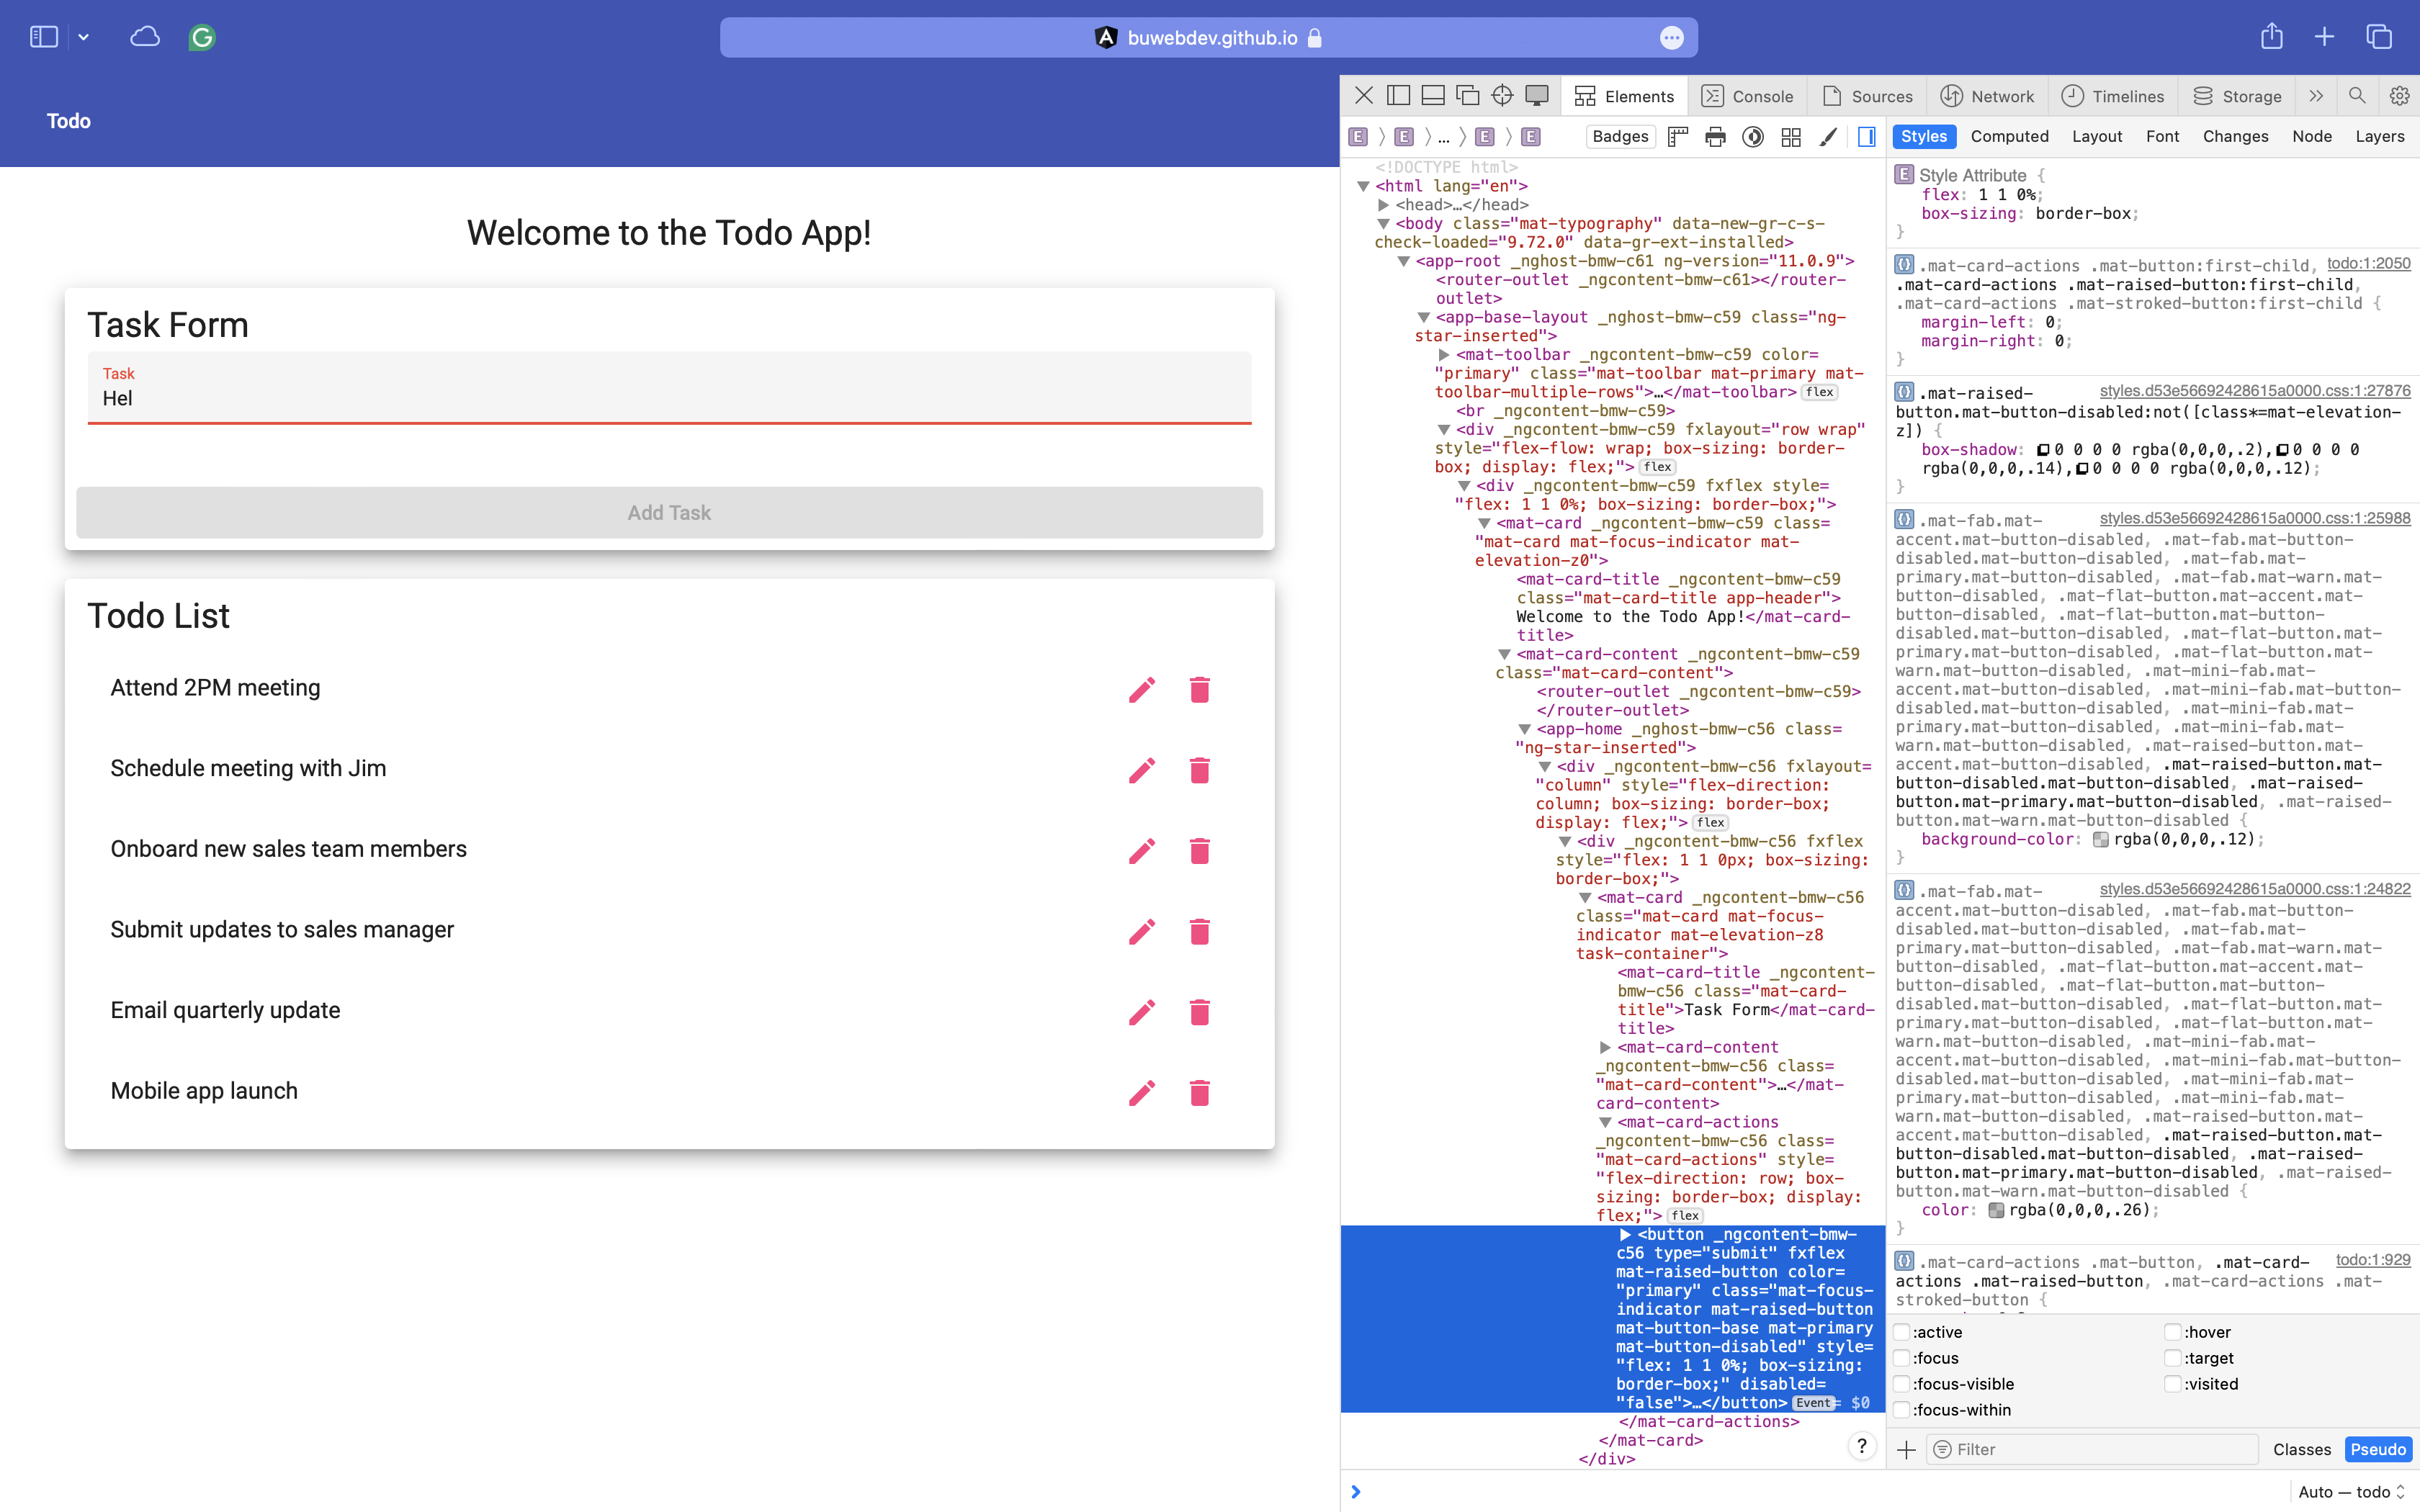 buwebdev.github.io
Todo
Welcome to the Todo App!
Task Form
Task
Hel
Add Task
Todo List
Attend 2PM meeting
Schedule meeting with Jim
Onboard new sales team members
Submit updates to sales manager
Email quarterly update
Mobile app launch
Elements Console Sources Network Timelines Storage
E E ... E E Badges
<!DOCTYPE html>
<html lang="en">
<head>…</head>
<body class="mat-typography" data-new-gr-c-s-
check-loaded="9.72.0" data-gr-ext-installed>
<app-root _nghost-bmw-c61 ng-version="11.0.9">
<router-outlet _ngcontent-bmw-c61></router-
outlet>
<app-base-layout _nghost-bmw-c59 class="ng-
star-inserted">
<mat-toolbar _ngcontent-bmw-c59 color=
"primary" class="mat-toolbar mat-primary mat-
toolbar-multiple-rows">…</mat-toolbar> flex
<br _ngcontent-bmw-c59>
<div _ngcontent-bmw-c59 fxlayout="row wrap"
style="flex-flow: wrap; box-sizing: border-
box; display: flex;"> flex
<div _ngcontent-bmw-c59 fxflex style=
"flex: 1 1 0%; box-sizing: border-box;">
<mat-card _ngcontent-bmw-c59 class=
"mat-card mat-focus-indicator mat-
elevation-z0">
<mat-card-title _ngcontent-bmw-c59
class="mat-card-title app-header">
Welcome to the Todo App!</mat-card-
title>
<mat-card-content _ngcontent-bmw-c59
class="mat-card-content">
<router-outlet _ngcontent-bmw-c59>
</router-outlet>
<app-home _nghost-bmw-c56 class=
"ng-star-inserted">
<div _ngcontent-bmw-c56 fxlayout=
"column" style="flex-direction:
column; box-sizing: border-box;
display: flex;"> flex
<div _ngcontent-bmw-c56 fxflex
style="flex: 1 1 0px; box-sizing:
border-box;">
<mat-card _ngcontent-bmw-c56
class="mat-card mat-focus-
indicator mat-elevation-z8
task-container">
<mat-card-title _ngcontent-
bmw-c56 class="mat-card-
title">Task Form</mat-card-
title>
<mat-card-content
_ngcontent-bmw-c56 class=
"mat-card-content">…</mat-
card-content>
<mat-card-actions
_ngcontent-bmw-c56 class=
"mat-card-actions" style=
"flex-direction: row; box-
sizing: border-box; display:
flex;"> flex
<button _ngcontent-bmw-
c56 type="submit" fxflex
mat-raised-button color=
"primary" class="mat-focus-
indicator mat-raised-button
mat-button-base mat-primary
mat-button-disabled" style=
"flex: 1 1 0%; box-sizing:
border-box;" disabled=
"false">…</button> Event = $0
</mat-card-actions>
</mat-card>
</div>
?
Styles Computed Layout Font Changes Node Layers
E Style Attribute {
flex: 1 1 0%;
box-sizing: border-box;
}
.mat-card-actions .mat-button:first-child, todo:1:2050
.mat-card-actions .mat-raised-button:first-child,
.mat-card-actions .mat-stroked-button:first-child {
margin-left: 0;
margin-right: 0;
}
.mat-raised- styles.d53e56692428615a0000.css:1:27876
button.mat-button-disabled:not([class*=mat-elevation-
z]) {
box-shadow: 0 0 0 0 rgba(0,0,0,.2), 0 0 0 0
rgba(0,0,0,.14), 0 0 0 0 rgba(0,0,0,.12);
}
.mat-fab.mat- styles.d53e56692428615a0000.css:1:25988
accent.mat-button-disabled, .mat-fab.mat-button-
disabled.mat-button-disabled, .mat-fab.mat-
primary.mat-button-disabled, .mat-fab.mat-warn.mat-
button-disabled, .mat-flat-button.mat-accent.mat-
button-disabled, .mat-flat-button.mat-button-
disabled.mat-button-disabled, .mat-flat-button.mat-
primary.mat-button-disabled, .mat-flat-button.mat-
warn.mat-button-disabled, .mat-mini-fab.mat-
accent.mat-button-disabled, .mat-mini-fab.mat-button-
disabled.mat-button-disabled, .mat-mini-fab.mat-
primary.mat-button-disabled, .mat-mini-fab.mat-
warn.mat-button-disabled, .mat-raised-button.mat-
accent.mat-button-disabled, .mat-raised-button.mat-
button-disabled.mat-button-disabled, .mat-raised-
button.mat-primary.mat-button-disabled, .mat-raised-
button.mat-warn.mat-button-disabled {
background-color: rgba(0,0,0,.12);
}
.mat-fab.mat- styles.d53e56692428615a0000.css:1:24822
accent.mat-button-disabled, .mat-fab.mat-button-
disabled.mat-button-disabled, .mat-fab.mat-
primary.mat-button-disabled, .mat-fab.mat-warn.mat-
button-disabled, .mat-flat-button.mat-accent.mat-
button-disabled, .mat-flat-button.mat-button-
disabled.mat-button-disabled, .mat-flat-button.mat-
primary.mat-button-disabled, .mat-flat-button.mat-
warn.mat-button-disabled, .mat-mini-fab.mat-
accent.mat-button-disabled, .mat-mini-fab.mat-button-
disabled.mat-button-disabled, .mat-mini-fab.mat-
primary.mat-button-disabled, .mat-mini-fab.mat-
warn.mat-button-disabled, .mat-raised-button.mat-
accent.mat-button-disabled, .mat-raised-button.mat-
button-disabled.mat-button-disabled, .mat-raised-
button.mat-primary.mat-button-disabled, .mat-raised-
button.mat-warn.mat-button-disabled {
color: rgba(0,0,0,.26);
}
.mat-card-actions .mat-button, .mat-card- todo:1:929
actions .mat-raised-button, .mat-card-actions .mat-
stroked-button {
:active :hover
:focus :target
:focus-visible :visited
:focus-within
Filter Classes Pseudo
Auto — todo